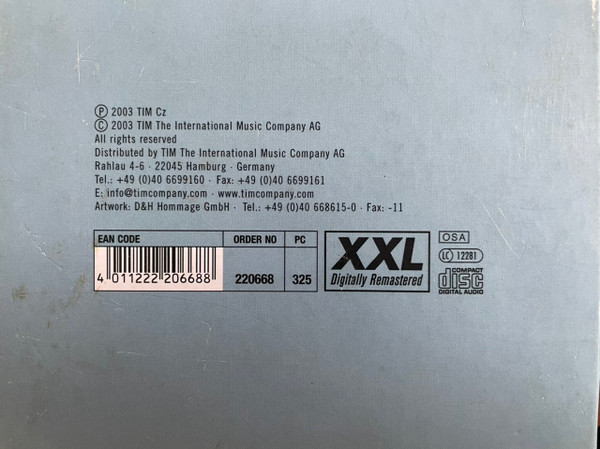 Ⓟ 2003 TIM Cz
© 2003 TIM The International Music Company AG
All rights reserved
Distributed by TIM The International Music Company AG
Rahlau 4-6 · 22045 Hamburg · Germany
Tel.: +49 (0)40 6699160 · Fax: +49 (0)40 6699161
E: info@timcompany.com · www.timcompany.com
Artwork: D&H Hommage GmbH · Tel.: +49 (0)40 668615-0 · Fax: -11
EAN CODE ORDER NO PC
4 011222 206688 220668 325
XXL
Digitally Remastered
OSA
LC 12281
COMPACT
disc
DIGITAL AUDIO